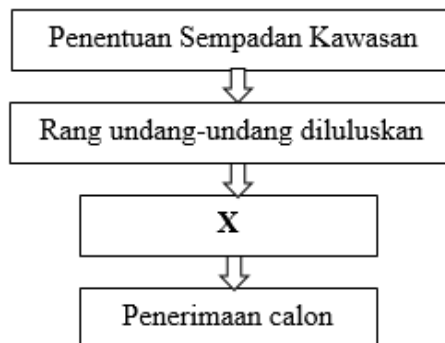 Penentuan Sempadan Kawasan
Rang undang-undang diluluskan
X
Penerimaan calon